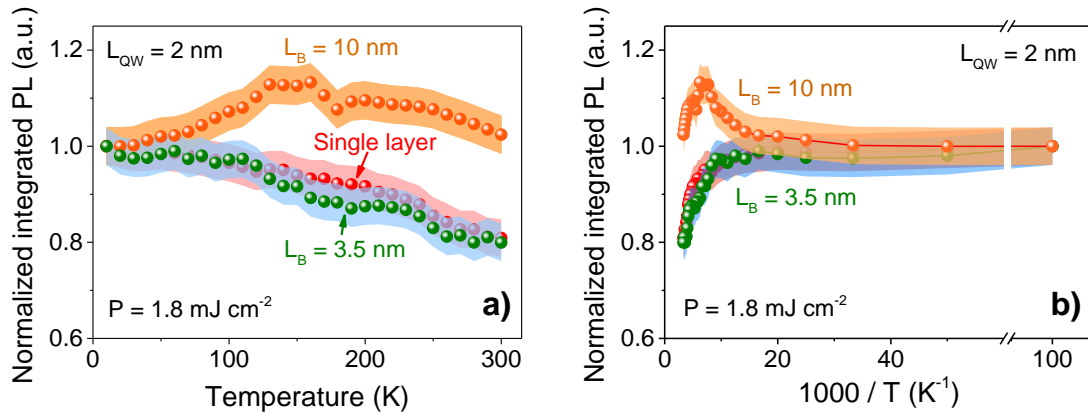 Normalized integrated PL (a.u.)
1.2
1.0
0.8
0.6
L_QW = 2 nm
L_B = 10 nm
Single layer
L_B = 3.5 nm
P = 1.8 mJ cm⁻²
a)
0
100
200
300
Temperature (K)
Normalized integrated PL (a.u.)
1.2
1.0
0.8
0.6
L_QW = 2 nm
L_B = 10 nm
L_B = 3.5 nm
P = 1.8 mJ cm⁻²
b)
0
20
40
100
1000 / T (K⁻¹)